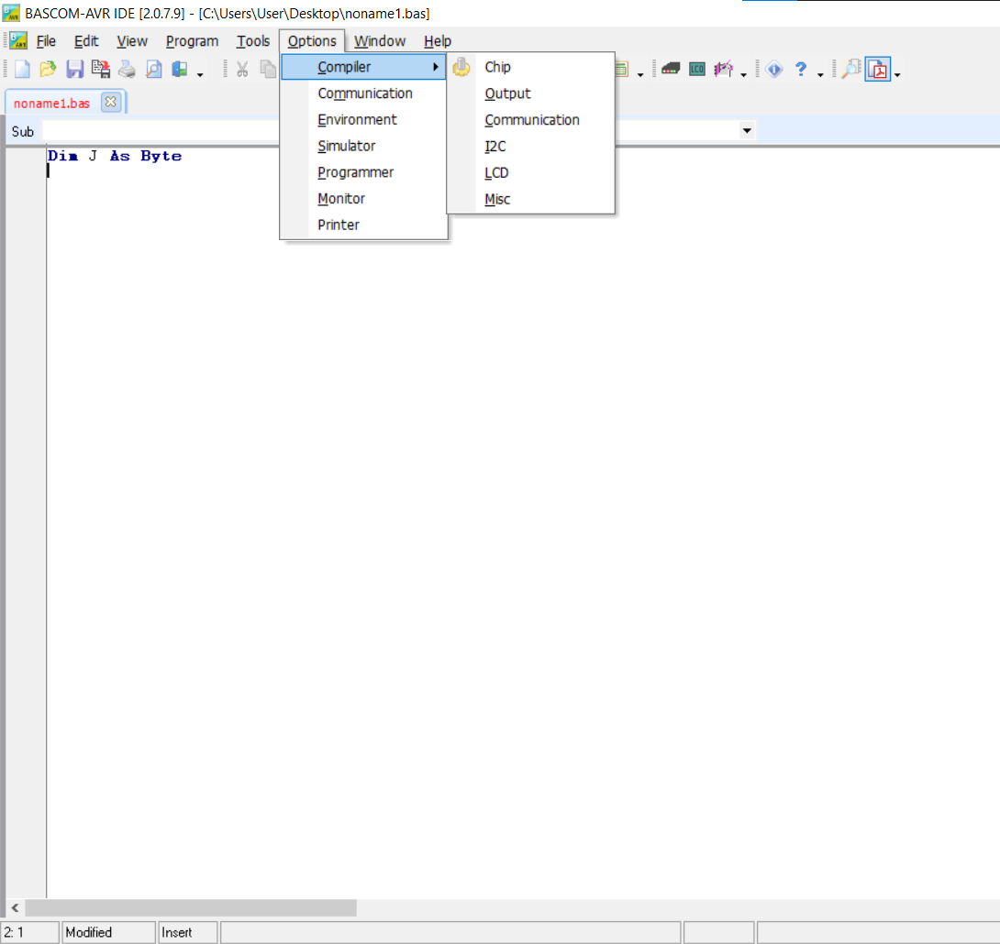 BASCOM-AVR IDE [2.0.7.9] - [C:\Users\User\Desktop\noname1.bas]
File Edit View Program Tools Options Window Help
Compiler
Communication
Environment
Simulator
Programmer
Monitor
Printer
Chip
Output
Communication
I2C
LCD
Misc
noname1.bas
Sub
Dim J As Byte
2: 1 Modified Insert